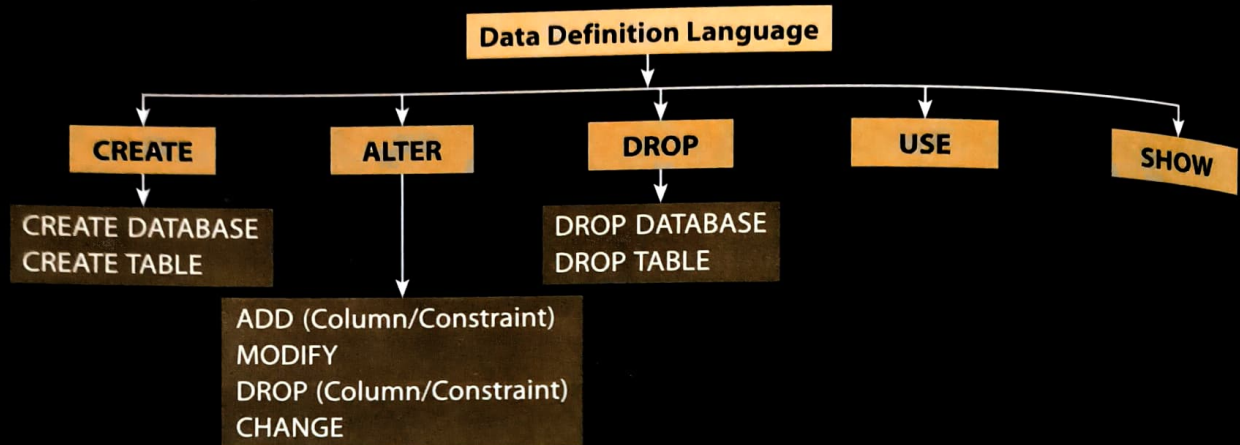 Data Definition Language
CREATE
ALTER
DROP
USE
SHOW
CREATE DATABASE
CREATE TABLE
DROP DATABASE
DROP TABLE
ADD (Column/Constraint)
MODIFY
DROP (Column/Constraint)
CHANGE